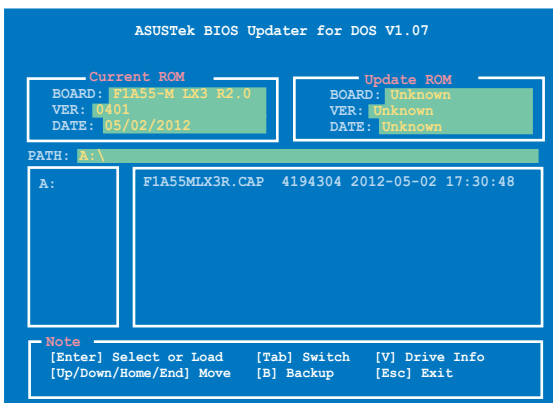 ASUSTek BIOS Updater for DOS V1.07
Current ROM
BOARD: F1A55-M LX3 R2.0
VER: 0401
DATE: 05/02/2012
Update ROM
BOARD: Unknown
VER: Unknown
DATE: Unknown
PATH: A:\
A:
F1A55MLX3R.CAP 4194304 2012-05-02 17:30:48
Note
[Enter] Select or Load [Tab] Switch [V] Drive Info
[Up/Down/Home/End] Move [B] Backup [Esc] Exit